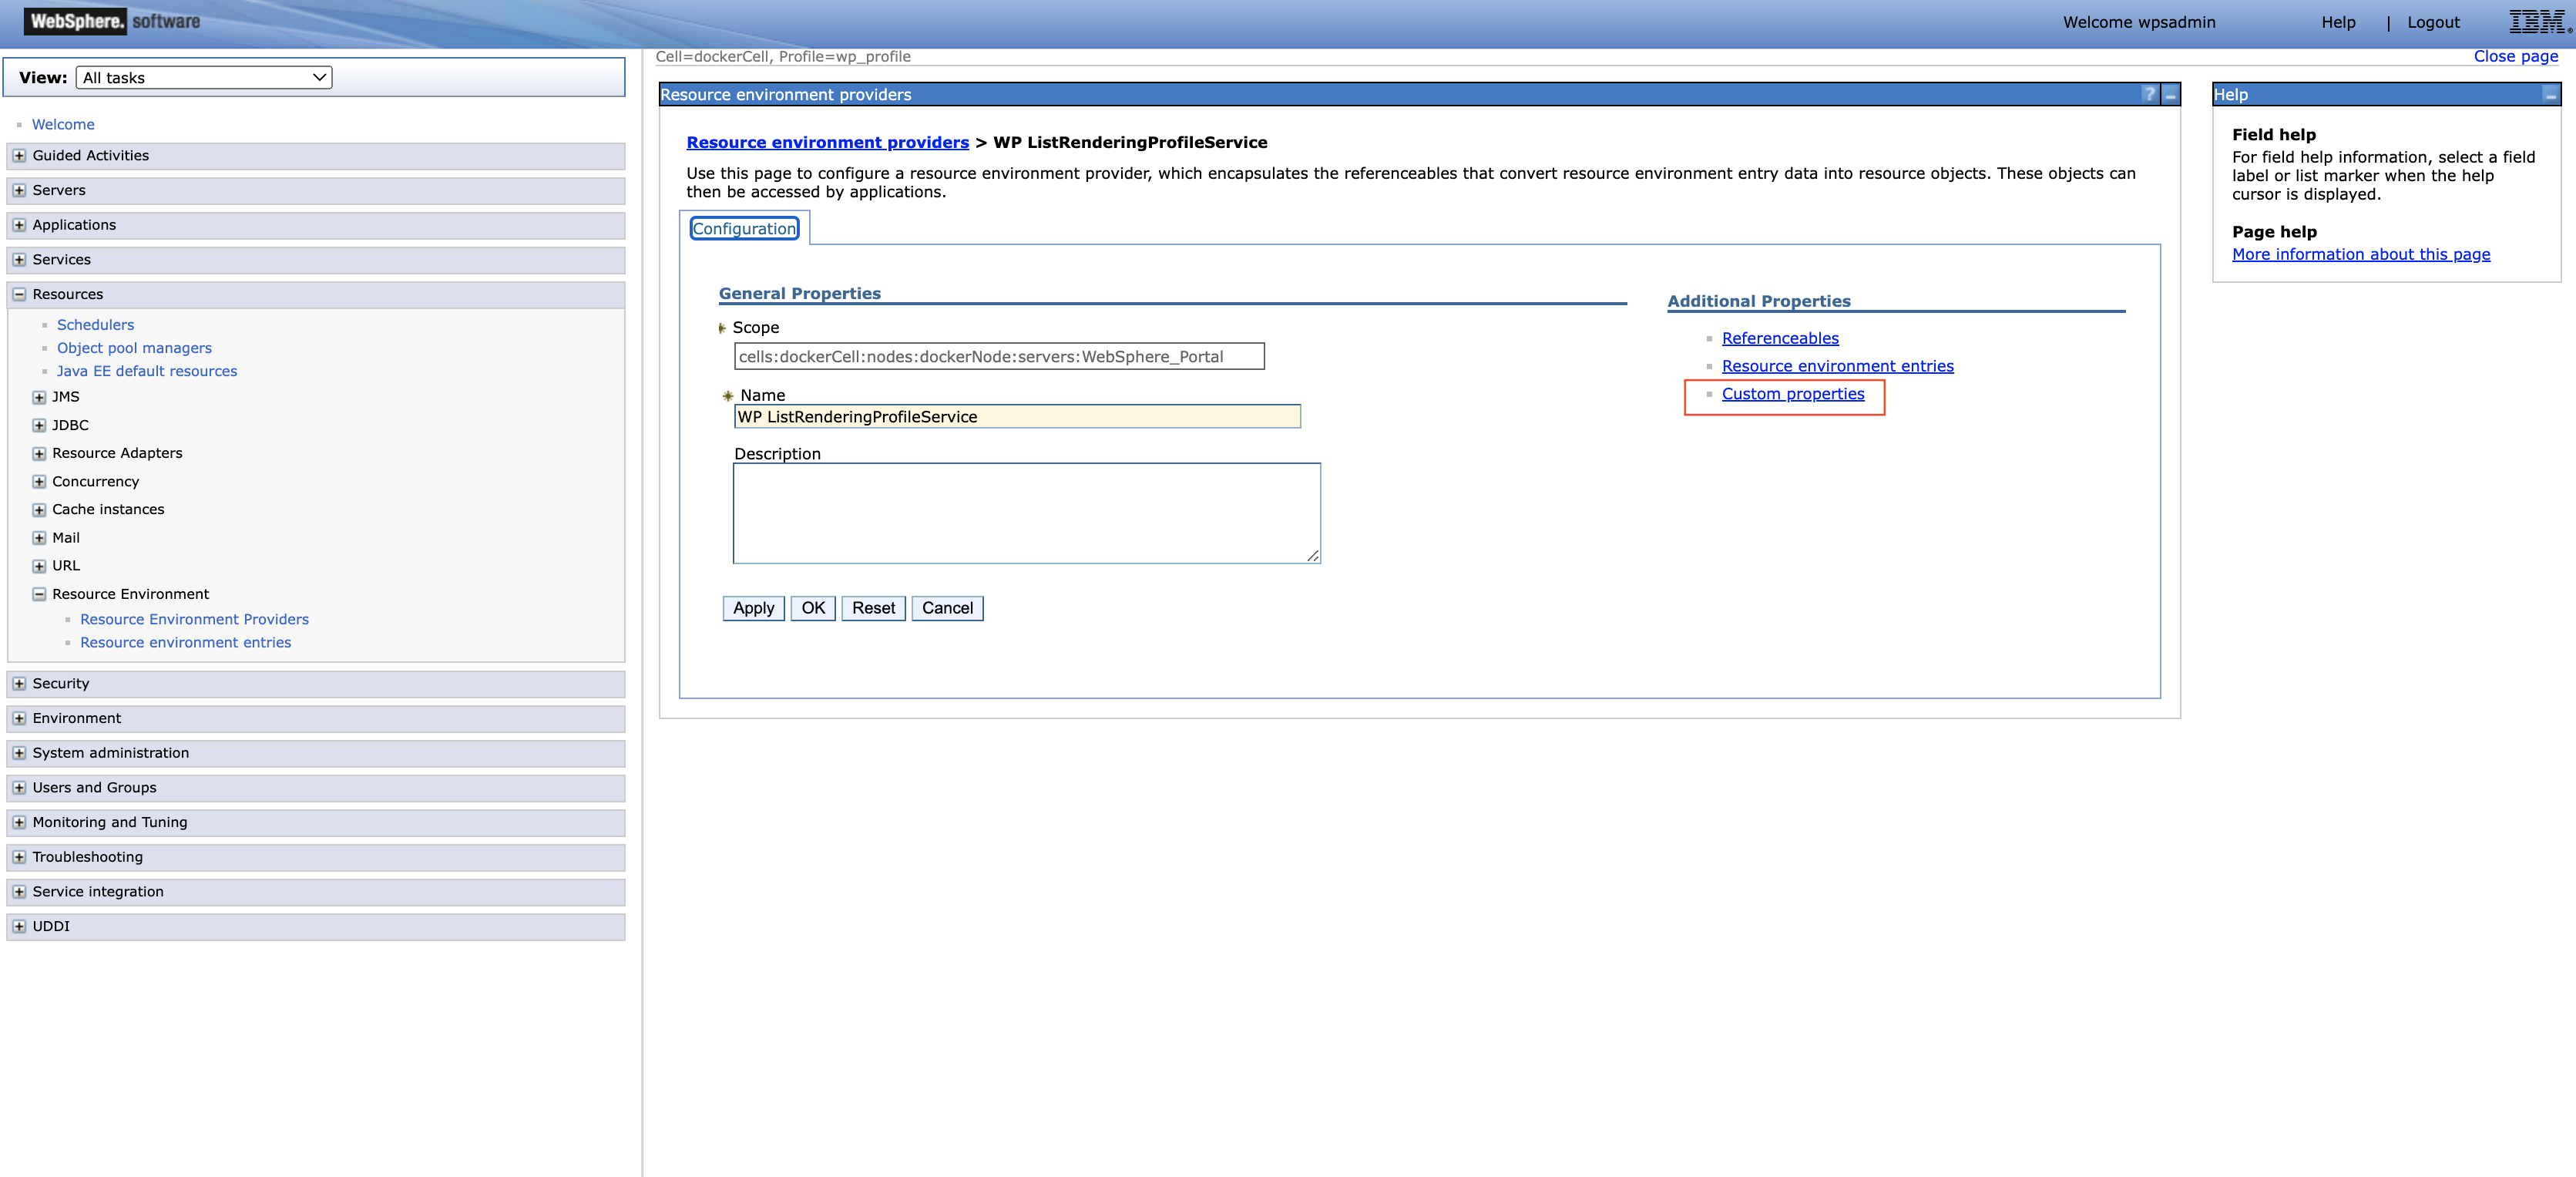 WebSphere. software
Welcome wpsadmin
Help | Logout
IBM
View: All tasks
Welcome
Guided Activities
Servers
Applications
Services
Resources
Schedulers
Object pool managers
Java EE default resources
JMS
JDBC
Resource Adapters
Concurrency
Cache instances
Mail
URL
Resource Environment
Resource Environment Providers
Resource environment entries
Security
Environment
System administration
Users and Groups
Monitoring and Tuning
Troubleshooting
Service integration
UDDI
Cell=dockerCell, Profile=wp_profile
Close page
Resource environment providers
?
Resource environment providers > WP ListRenderingProfileService
Use this page to configure a resource environment provider, which encapsulates the referenceables that convert resource environment entry data into resource objects. These objects can
then be accessed by applications.
Configuration
General Properties
Scope
cells:dockerCell:nodes:dockerNode:servers:WebSphere_Portal
Name
WP ListRenderingProfileService
Description
Apply OK Reset Cancel
Additional Properties
Referenceables
Resource environment entries
Custom properties
Help
Field help
For field help information, select a field
label or list marker when the help
cursor is displayed.
Page help
More information about this page